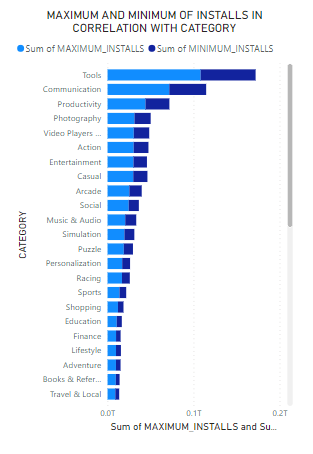 MAXIMUM AND MINIMUM OF INSTALLS IN
CORRELATION WITH CATEGORY
Sum of MAXIMUM_INSTALLS Sum of MINIMUM_INSTALLS
CATEGORY
Tools
Communication
Productivity
Photography
Video Players ...
Action
Entertainment
Casual
Arcade
Social
Music & Audio
Simulation
Puzzle
Personalization
Racing
Sports
Shopping
Education
Finance
Lifestyle
Adventure
Books & Refer...
Travel & Local
0.0T 0.1T 0.2T
Sum of MAXIMUM_INSTALLS and Su...